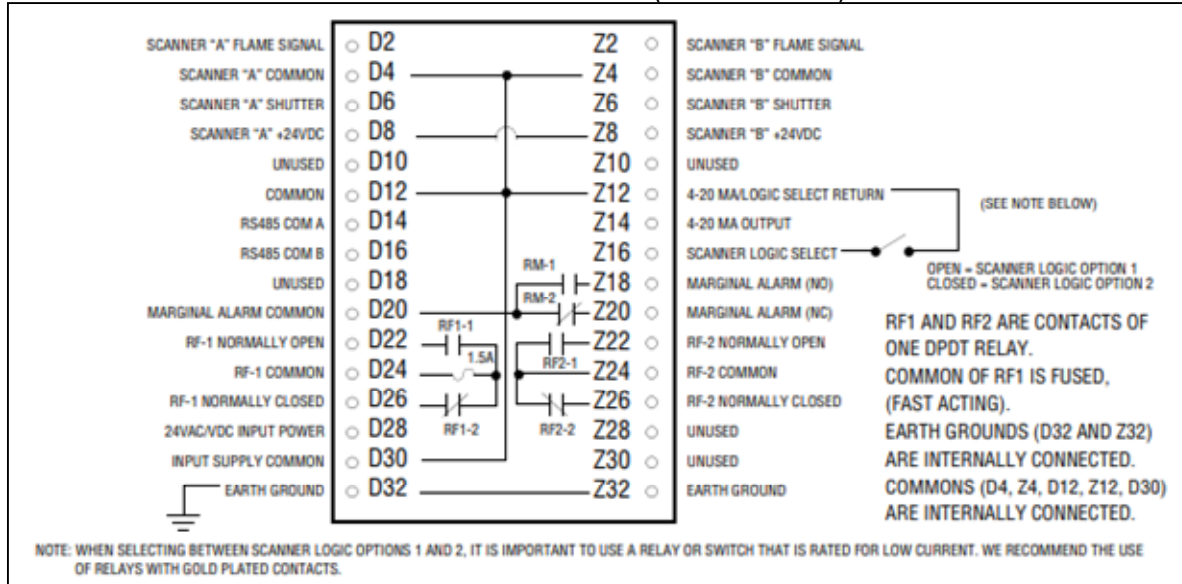 SCANNER "A" FLAME SIGNAL D2 Z2 SCANNER "B" FLAME SIGNAL
SCANNER "A" COMMON D4 Z4 SCANNER "B" COMMON
SCANNER "A" SHUTTER D6 Z6 SCANNER "B" SHUTTER
SCANNER "A" +24VDC D8 Z8 SCANNER "B" +24VDC
UNUSED D10 Z10 UNUSED
COMMON D12 Z12 4-20 MA/LOGIC SELECT RETURN
(SEE NOTE BELOW)
RS485 COM A D14 Z14 4-20 MA OUTPUT
RS485 COM B D16 Z16 SCANNER LOGIC SELECT
OPEN = SCANNER LOGIC OPTION 1
CLOSED = SCANNER LOGIC OPTION 2
UNUSED D18 RM-1 Z18 MARGINAL ALARM (NO)
MARGINAL ALARM COMMON D20 RM-2 Z20 MARGINAL ALARM (NC)
RF-1 NORMALLY OPEN D22 RF1-1 Z22 RF-2 NORMALLY OPEN
RF-1 COMMON D24 1.5A RF2-1 Z24 RF-2 COMMON
RF-1 NORMALLY CLOSED D26 RF1-2 RF2-2 Z26 RF-2 NORMALLY CLOSED
24VAC/VDC INPUT POWER D28 Z28 UNUSED
INPUT SUPPLY COMMON D30 Z30 UNUSED
EARTH GROUND D32 Z32 EARTH GROUND
RF1 AND RF2 ARE CONTACTS OF
ONE DPDT RELAY.
COMMON OF RF1 IS FUSED,
(FAST ACTING).
EARTH GROUNDS (D32 AND Z32)
ARE INTERNALLY CONNECTED.
COMMONS (D4, Z4, D12, Z12, D30)
ARE INTERNALLY CONNECTED.
NOTE: WHEN SELECTING BETWEEN SCANNER LOGIC OPTIONS 1 AND 2, IT IS IMPORTANT TO USE A RELAY OR SWITCH THAT IS RATED FOR LOW CURRENT. WE RECOMMEND THE USE
OF RELAYS WITH GOLD PLATED CONTACTS.